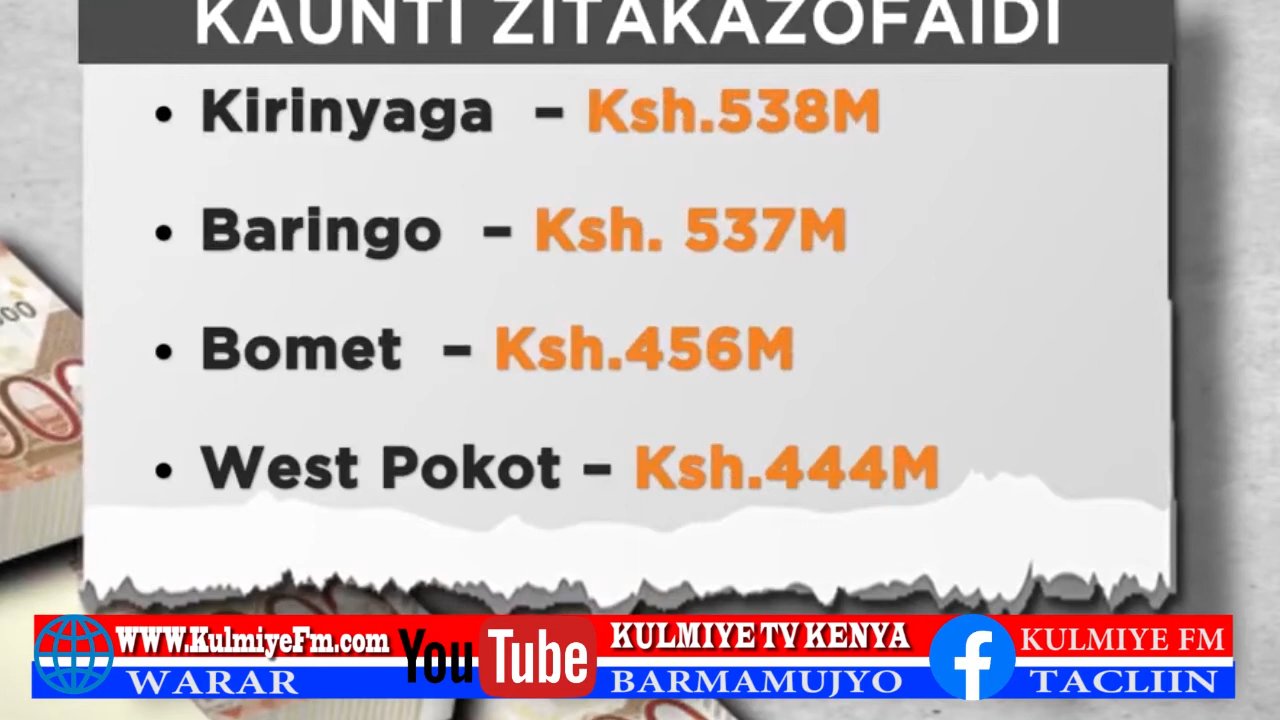 KAUNTI ZITAKAZOFAIDI
• Kirinyaga – Ksh.538M
• Baringo – Ksh. 537M
• Bomet – Ksh.456M
• West Pokot – Ksh.444M
WWW.KulmiyeFm.com YouTube KULMIYE TV KENYA f KULMIYE FM
WARAR BARMAMUJYO TACLIIN